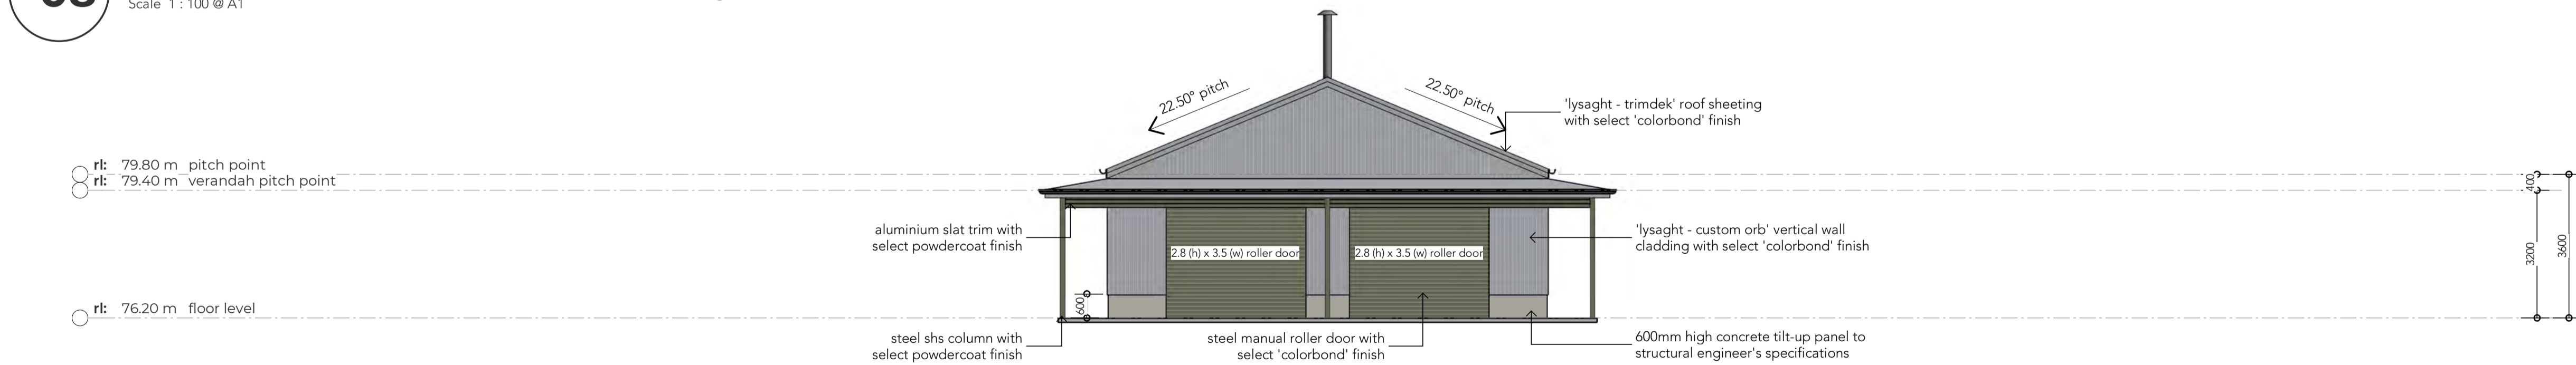 Scale 1 : 100 @ A1
22.50° pitch
22.50° pitch
'lysaght - trimdek' roof sheeting
with select 'colorbond' finish
rl: 79.80 m pitch point
rl: 79.40 m verandah pitch point
400
aluminium slat trim with
select powdercoat finish
'lysaght - custom orb' vertical wall
cladding with select 'colorbond' finish
2.8 (h) x 3.5 (w) roller door
2.8 (h) x 3.5 (w) roller door
3200
3600
600
rl: 76.20 m floor level
steel shs column with
select powdercoat finish
steel manual roller door with
select 'colorbond' finish
600mm high concrete tilt-up panel to
structural engineer's specifications